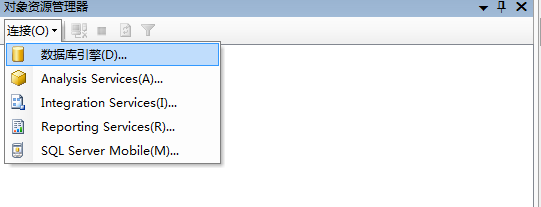 对象资源管理器
连接(O)
数据库引擎(D)...
Analysis Services(A)...
Integration Services(I)...
Reporting Services(R)...
SQL Server Mobile(M)...